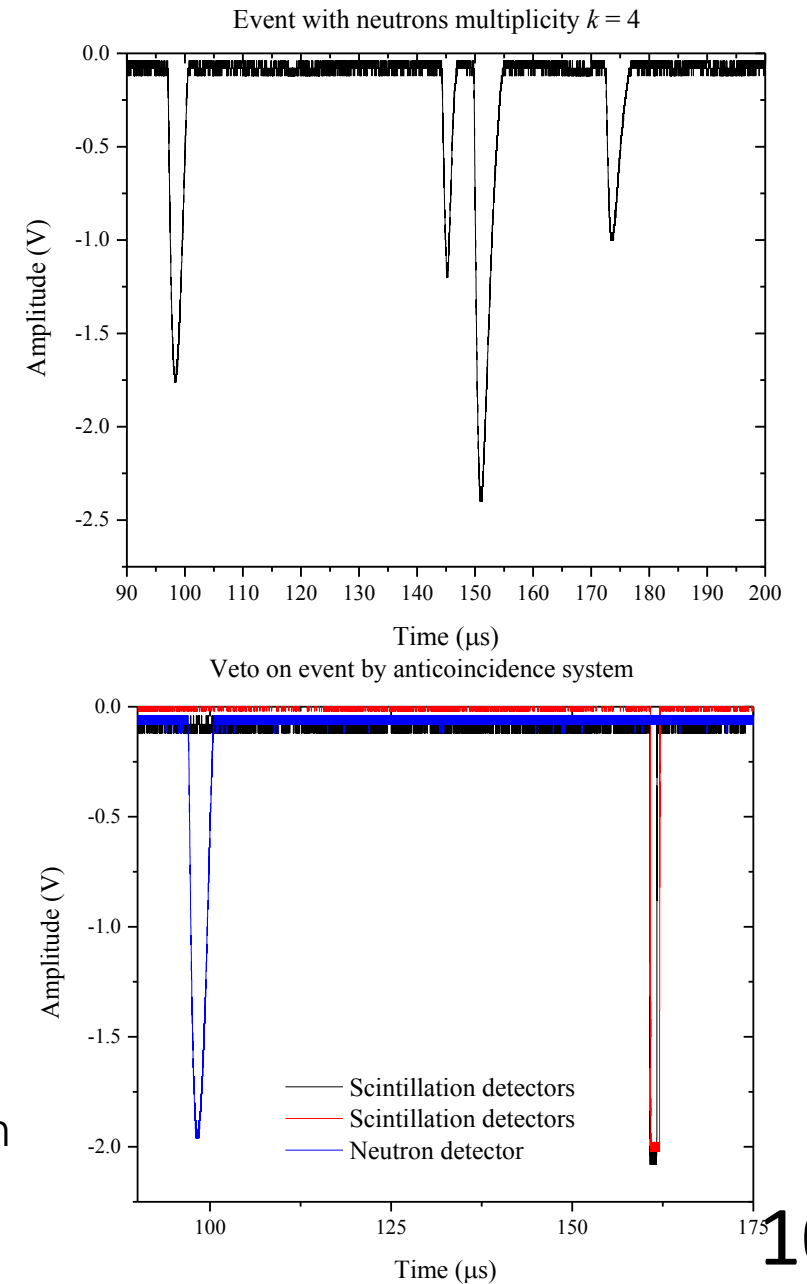 Event with neutrons multiplicity k = 4
0.0
-0.5
-1.0
-1.5
-2.0
-2.5
Amplitude (V)
90 100 110 120 130 140 150 160 170 180 190 200
Time (μs)
Veto on event by anticoincidence system
0.0
-0.5
-1.0
-1.5
-2.0
Amplitude (V)
Scintillation detectors
Scintillation detectors
Neutron detector
100 125 150 175
Time (μs)